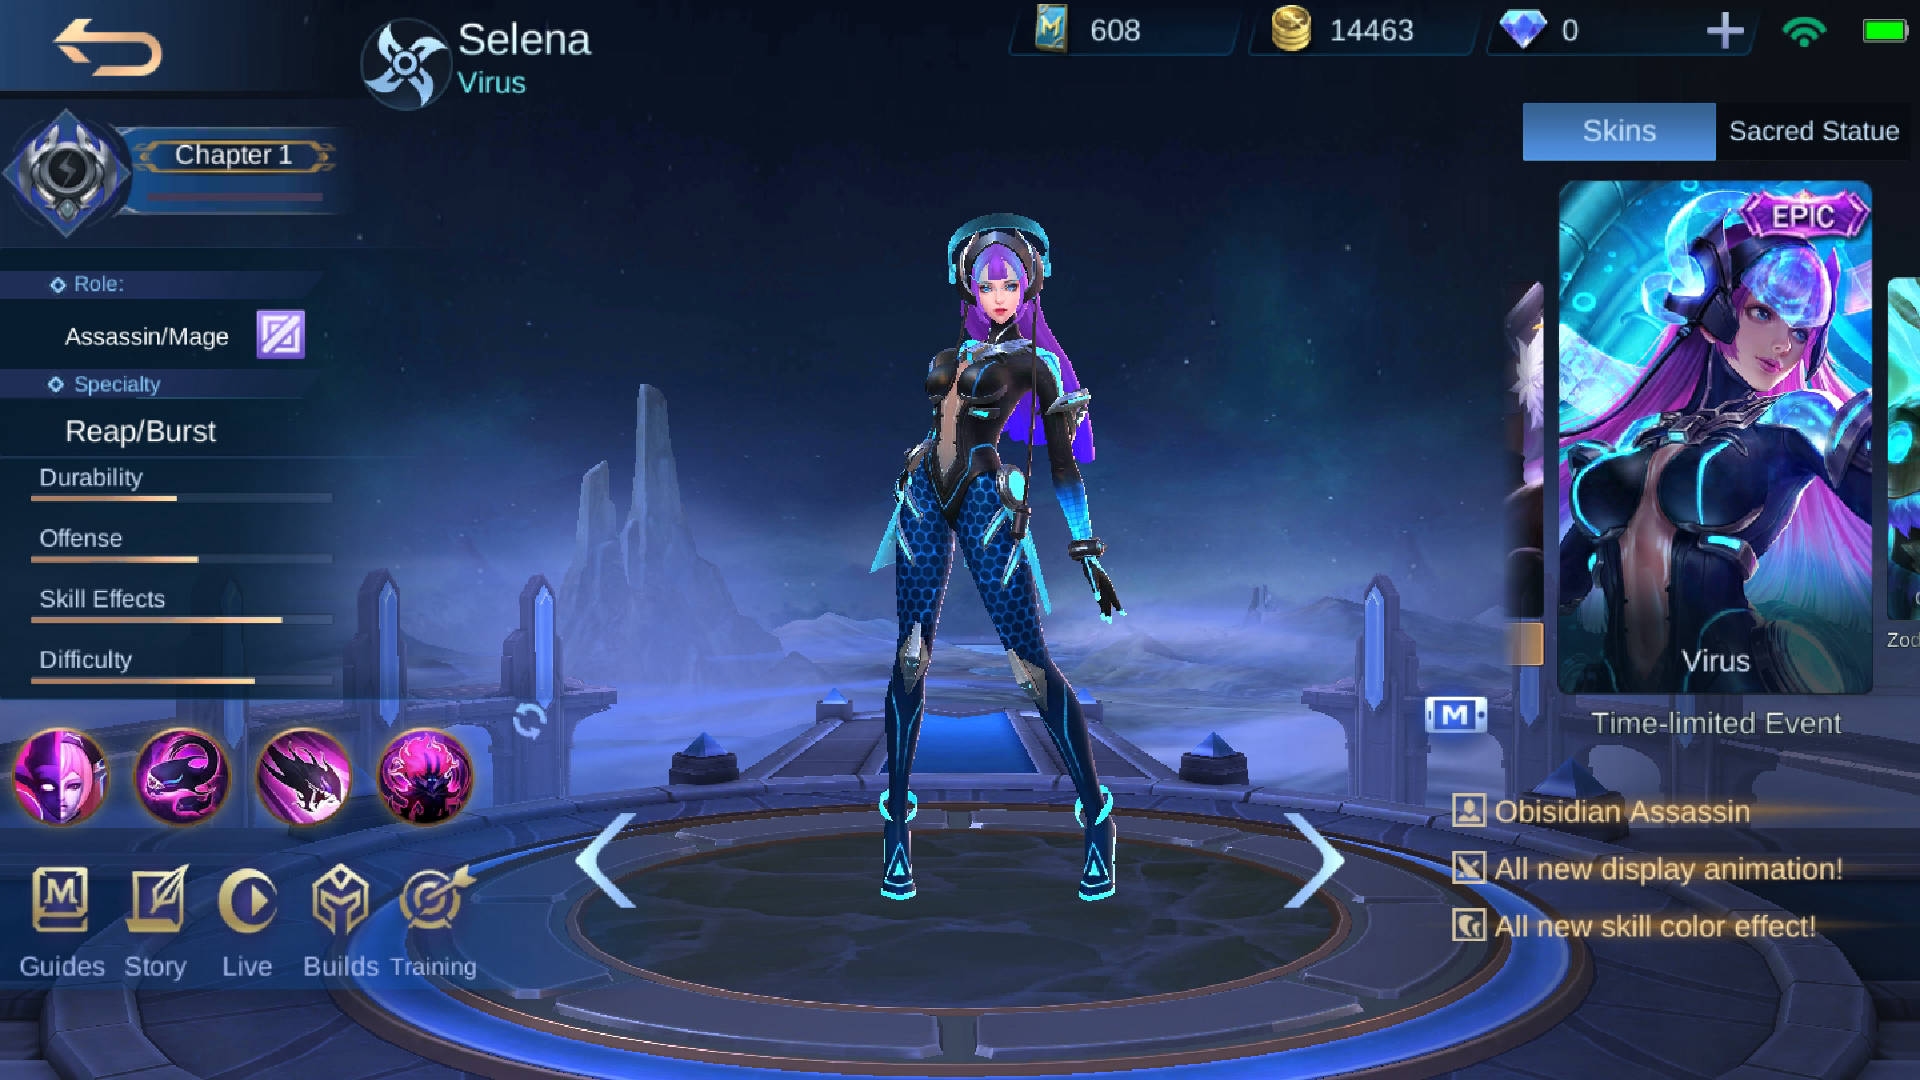 Selena
Virus
608
14463
0
Chapter 1
Role:
Assassin/Mage
Specialty
Reap/Burst
Durability
Offense
Skill Effects
Difficulty
Guides
Story
Live
Builds
Training
Skins
Sacred Statue
EPIC
Virus
Zod
Time-limited Event
M
Obisidian Assassin
All new display animation!
All new skill color effect!